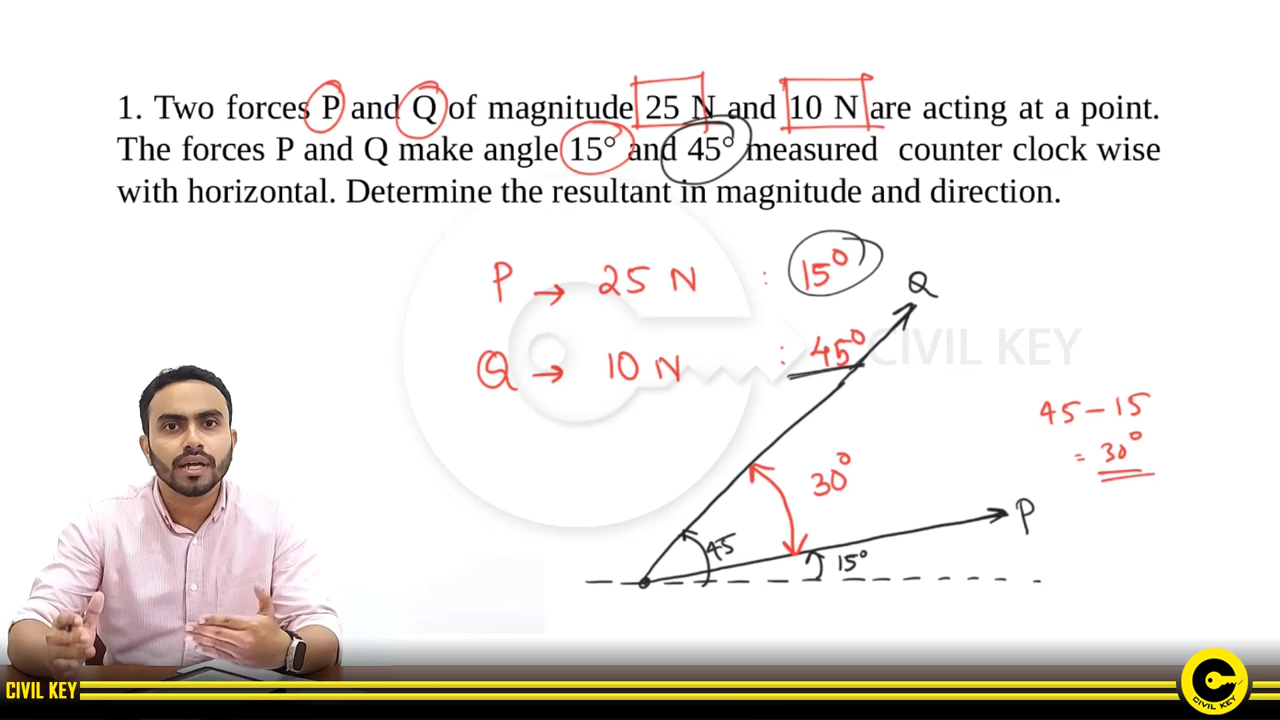 1. Two forces P and Q of magnitude 25 N and 10 N are acting at a point.
The forces P and Q make angle 15° and 45° measured counter clock wise
with horizontal. Determine the resultant in magnitude and direction.
P → 25 N : 15°
Q
Q → 10 N : 45°
CIVIL KEY
45 - 15
= 30°
30°
P
45
15°
CIVIL KEY
CIVIL KEY